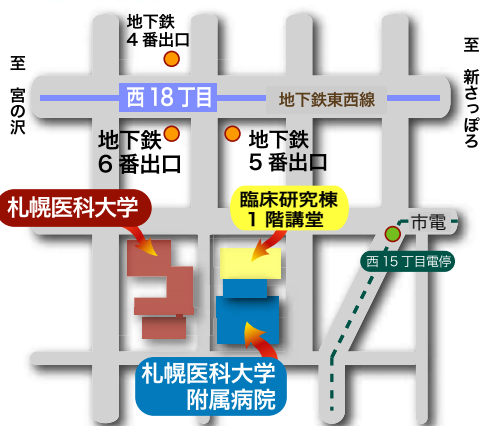 地下鉄
4番出口
至 宮の沢
至 新さっぽろ
西18丁目
地下鉄東西線
地下鉄
6番出口
地下鉄
5番出口
札幌医科大学
臨床研究棟
1階講堂
市電
西15丁目電停
札幌医科大学
附属病院